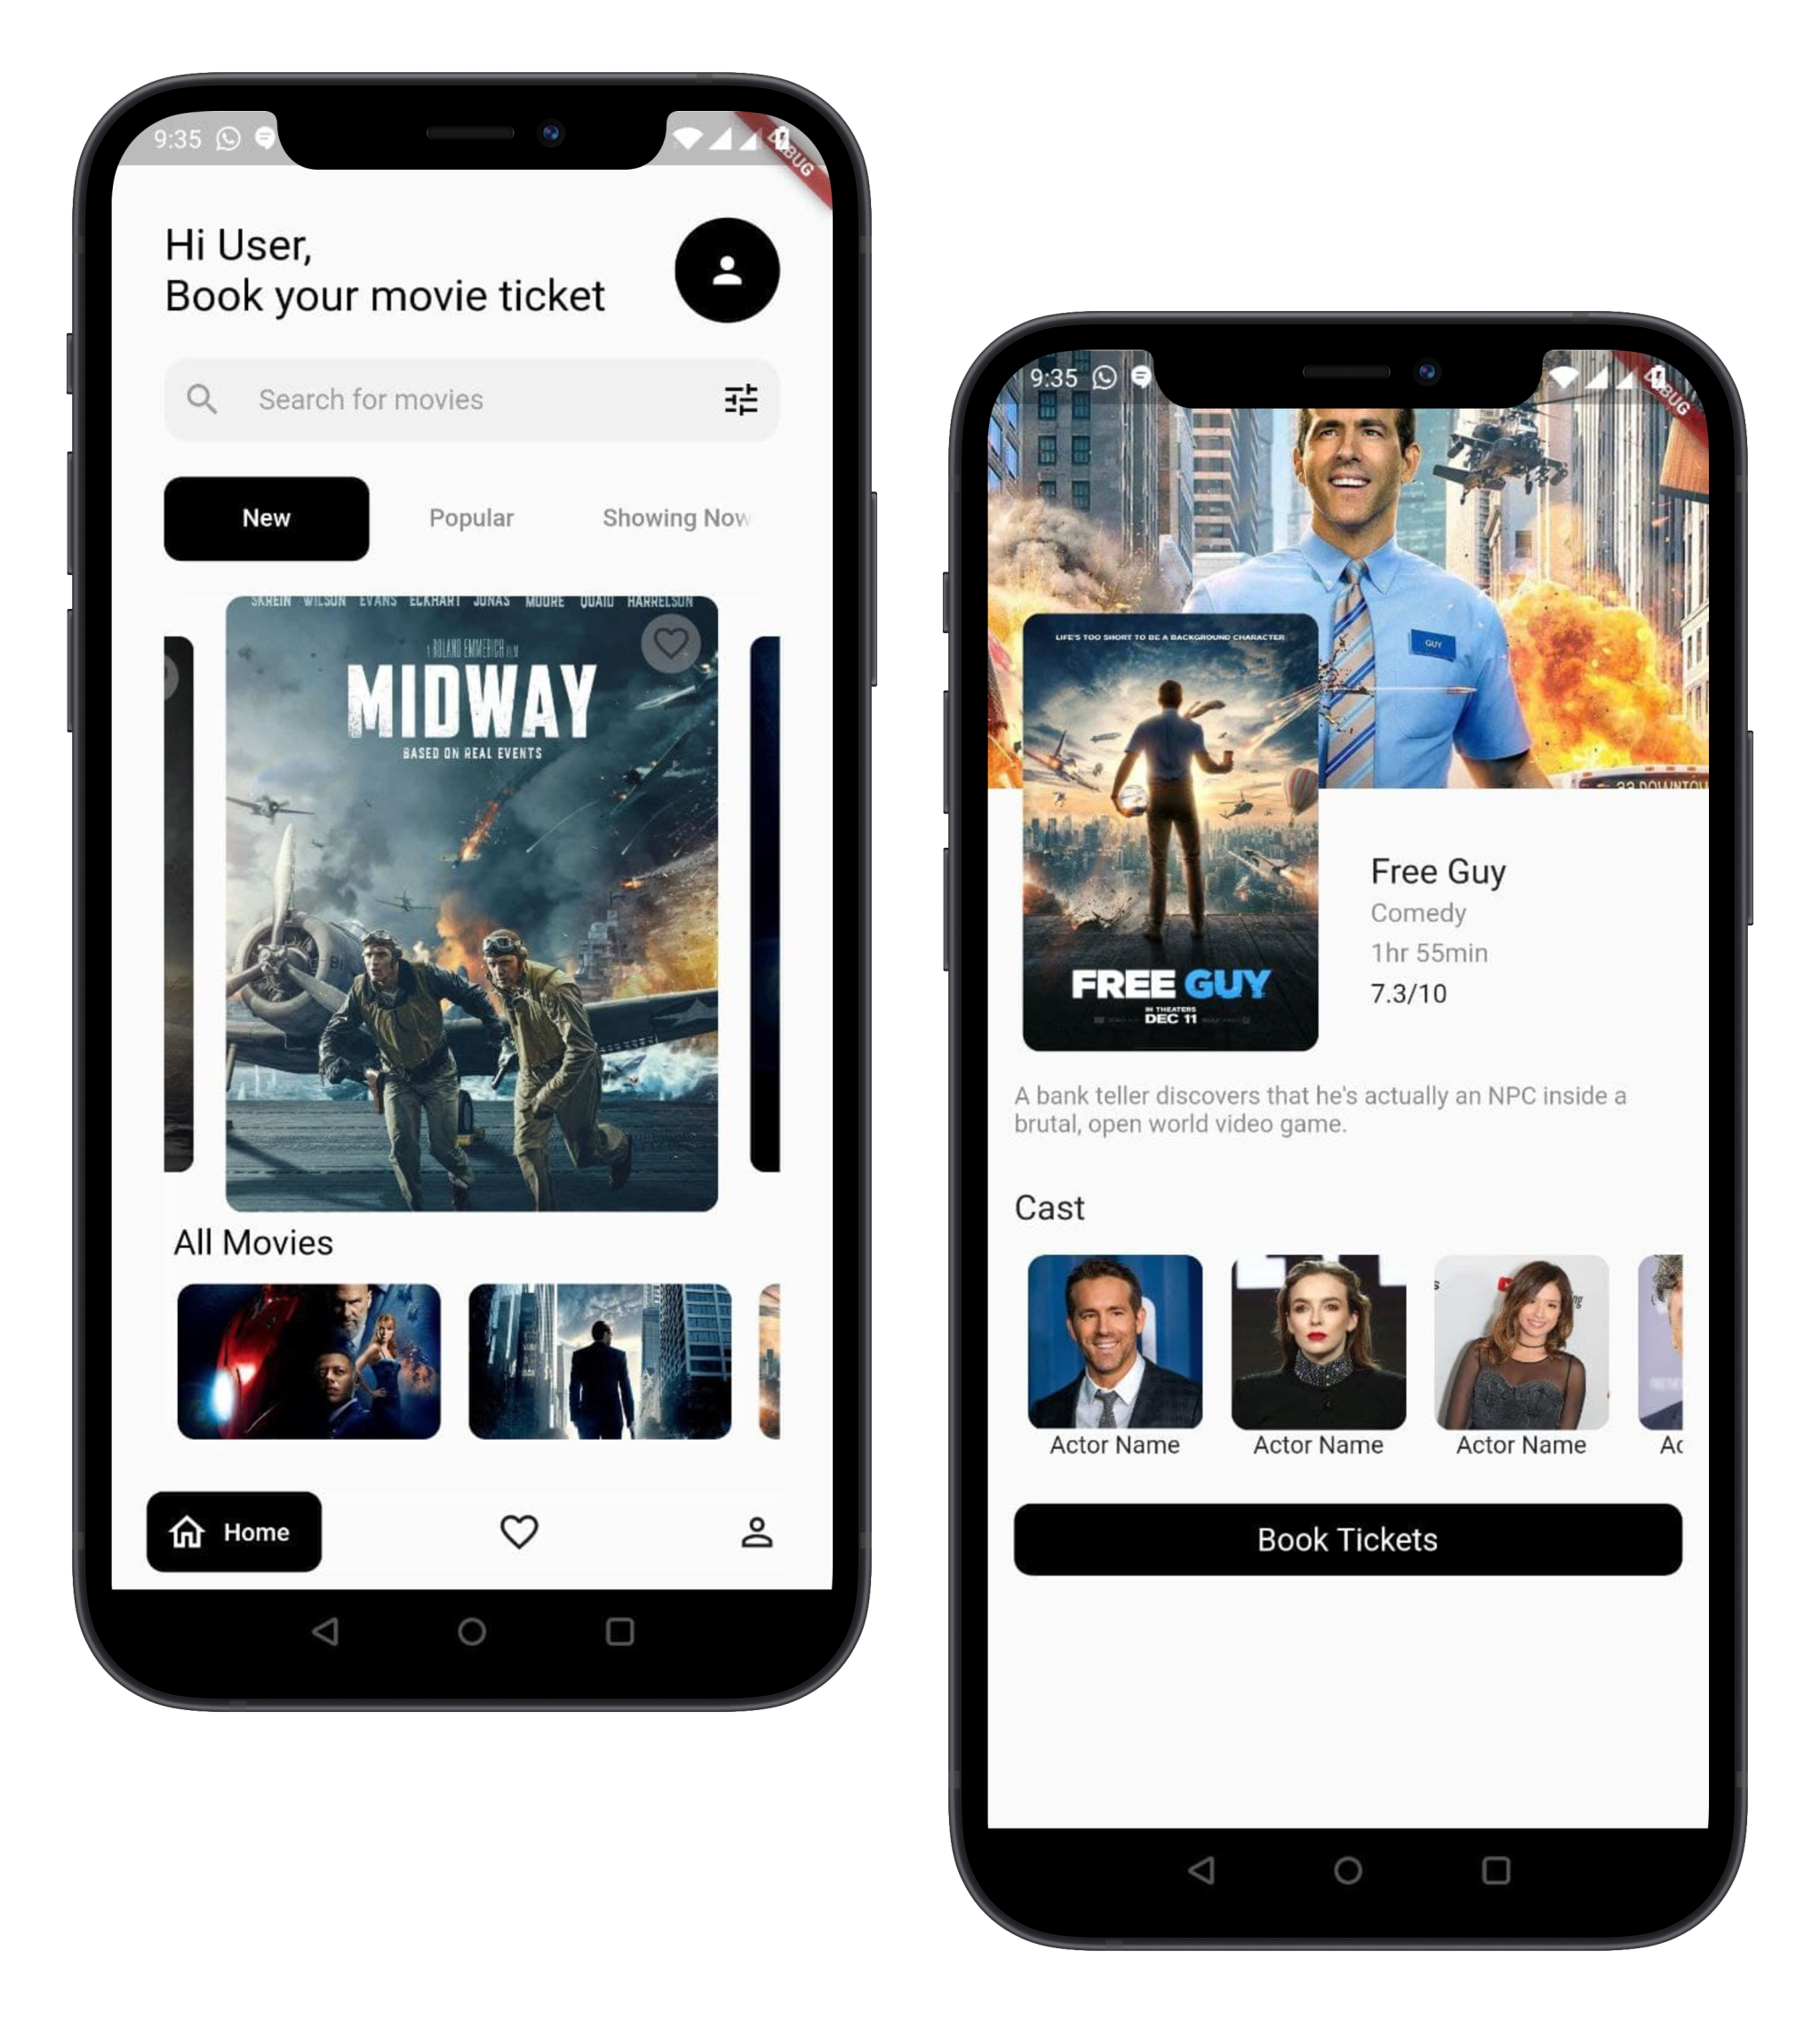 9:35
DEBUG
Hi User,
Book your movie ticket
Search for movies
New
Popular
Showing Now
SKREIN WILSON EVANS ECKHART JONAS MOORE QUAID HARRELSON
A ROLAND EMMERICH FILM
MIDWAY
BASED ON REAL EVENTS
All Movies
Home
9:35
DEBUG
GUY
LIFE'S TOO SHORT TO BE A BACKGROUND CHARACTER
FREE GUY
IN THEATERS
DEC 11
Free Guy
Comedy
1hr 55min
7.3/10
A bank teller discovers that he's actually an NPC inside a
brutal, open world video game.
Cast
Actor Name
Actor Name
Actor Name
Ac
Book Tickets